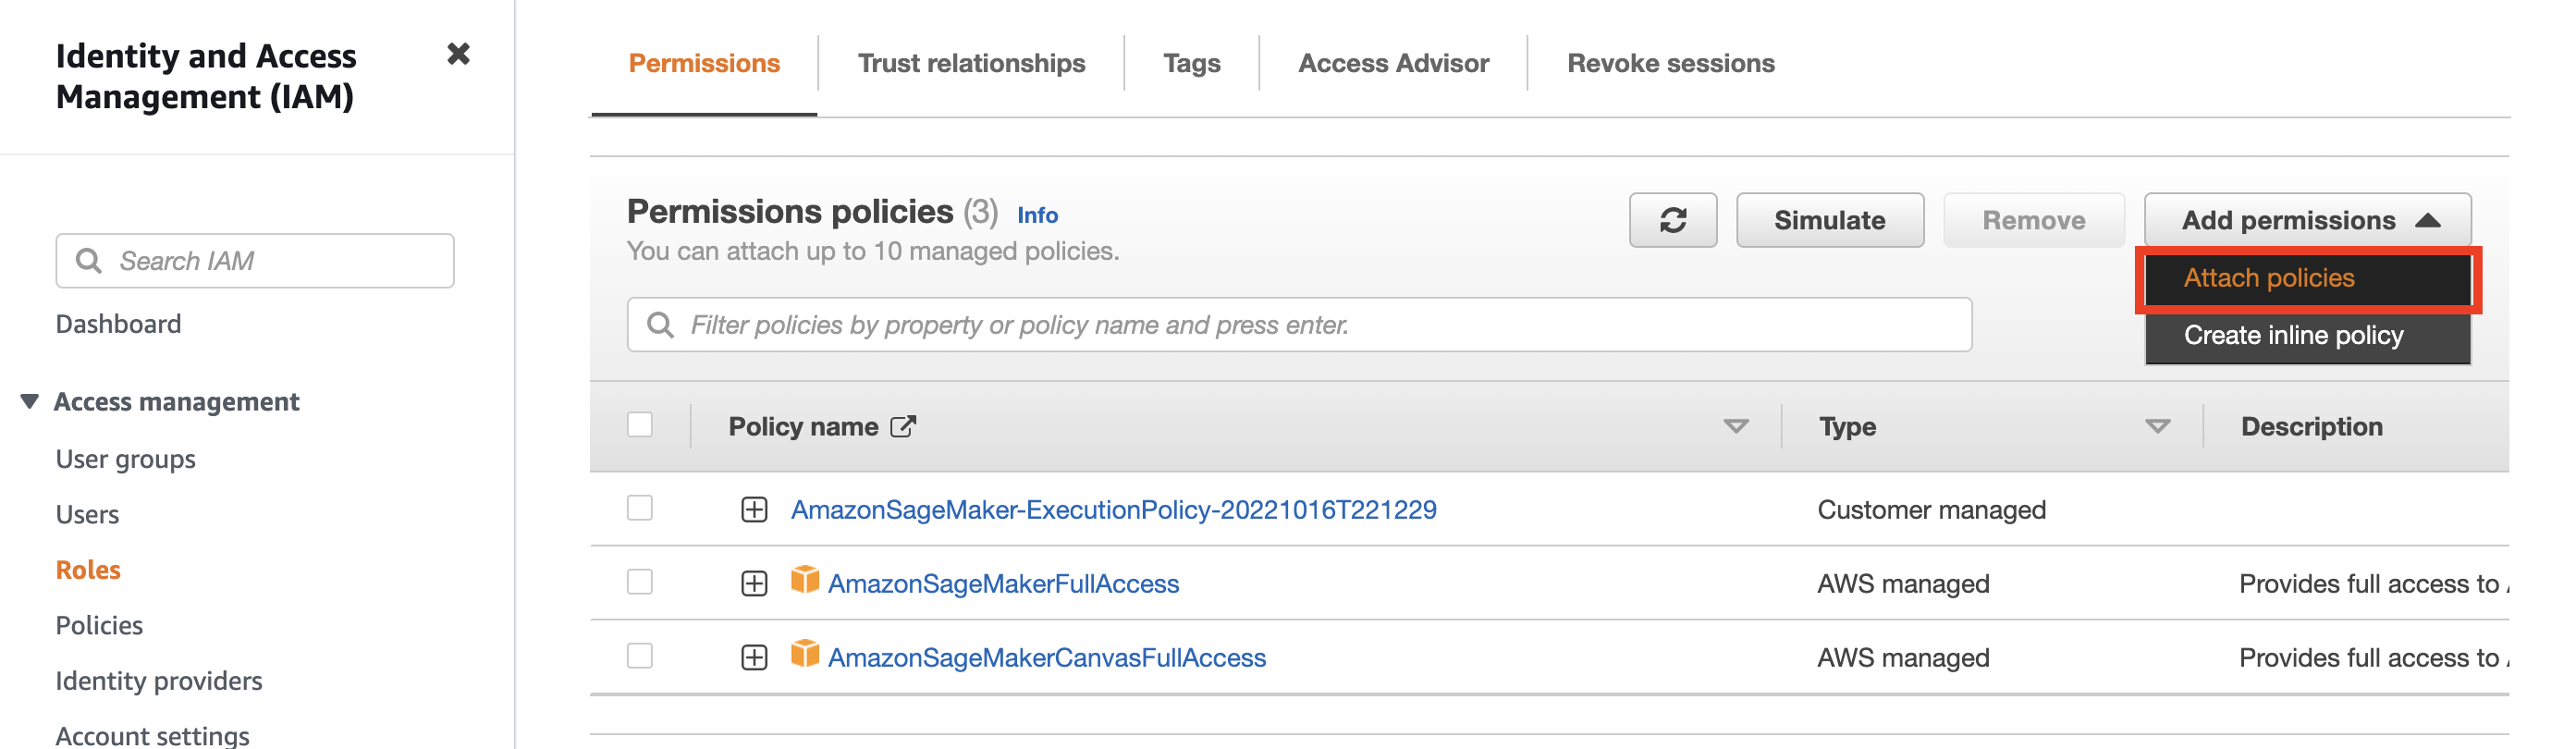 Identity and Access
Management (IAM)
Search IAM
Dashboard
Access management
User groups
Users
Roles
Policies
Identity providers
Account settings
Permissions
Trust relationships
Tags
Access Advisor
Revoke sessions
Permissions policies (3) Info
You can attach up to 10 managed policies.
Simulate
Remove
Add permissions
Attach policies
Create inline policy
Filter policies by property or policy name and press enter.
Policy name Type Description
AmazonSageMaker-ExecutionPolicy-20221016T221229 Customer managed
AmazonSageMakerFullAccess AWS managed Provides full access to
AmazonSageMakerCanvasFullAccess AWS managed Provides full access to